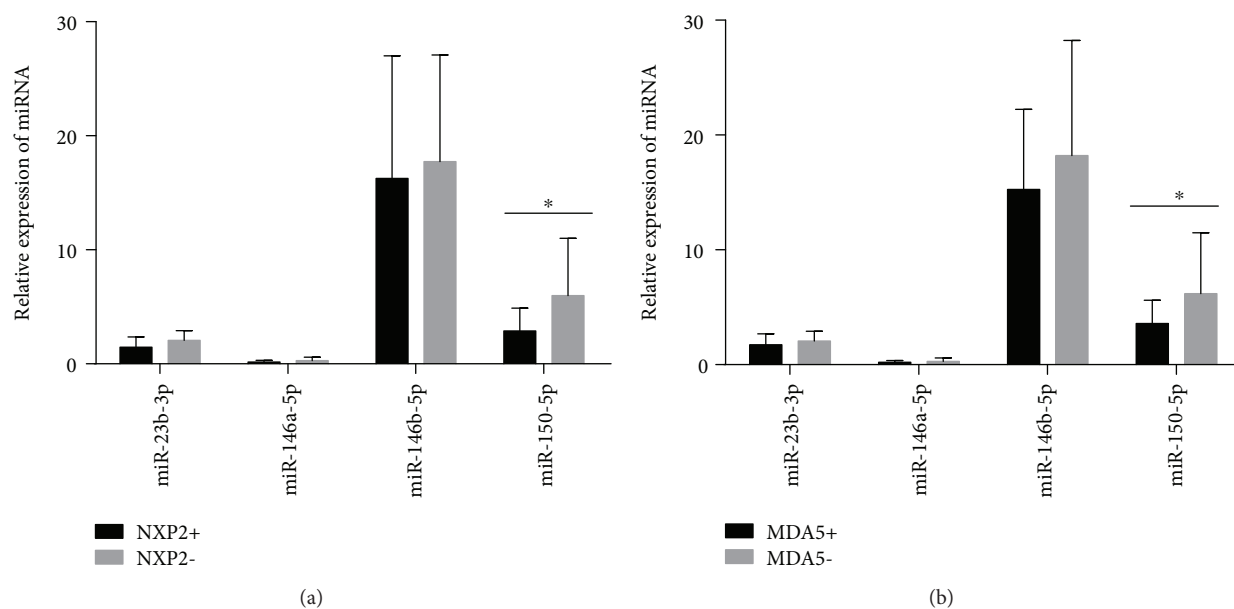 Relative expression of miRNA
30
20
10
0
*
miR-23b-3p
miR-146a-5p
miR-146b-5p
miR-150-5p
NXP2+
NXP2-
(a)
Relative expression of miRNA
30
20
10
0
*
miR-23b-3p
miR-146a-5p
miR-146b-5p
miR-150-5p
MDA5+
MDA5-
(b)